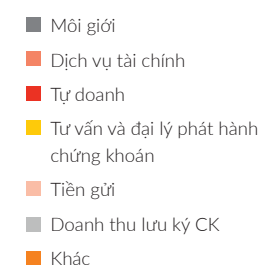 Môi giới
Dịch vụ tài chính
Tự doanh
Tư vấn và đại lý phát hành
chứng khoán
Tiền gửi
Doanh thu lưu ký CK
Khác